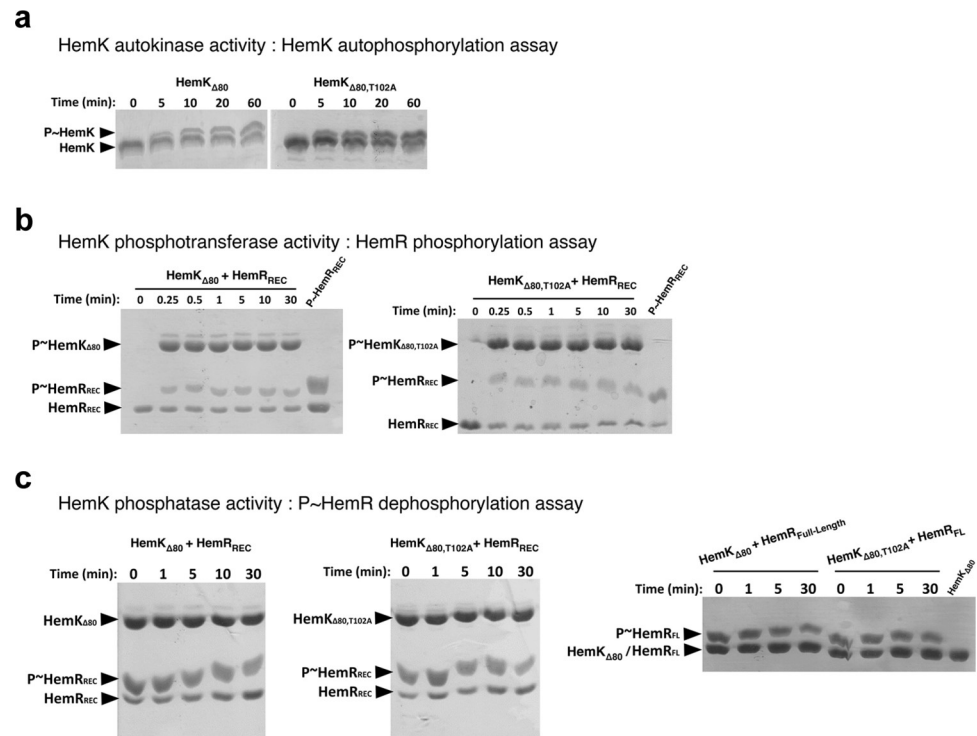 a
HemK autokinase activity : HemK autophosphorylation assay
HemKΔ80
HemKΔ80,T102A
Time (min): 0 5 10 20 60 0 5 10 20 60
P~HemK
HemK
b
HemK phosphotransferase activity : HemR phosphorylation assay
HemKΔ80 + HemRREC
P~HemRREC
Time (min): 0 0.25 0.5 1 5 10 30
P~HemKΔ80
P~HemRREC
HemRREC
HemKΔ80,T102A + HemRREC
P~HemRREC
Time (min): 0 0.25 0.5 1 5 10 30
P~HemKΔ80,T102A
P~HemRREC
HemRREC
c
HemK phosphatase activity : P~HemR dephosphorylation assay
HemKΔ80 + HemRREC
Time (min): 0 1 5 10 30
HemKΔ80
P~HemRREC
HemRREC
HemKΔ80,T102A + HemRREC
Time (min): 0 1 5 10 30
HemKΔ80,T102A
P~HemRREC
HemRREC
HemKΔ80 + HemRFull-Length
HemKΔ80,T102A + HemRFL
HemKΔ80
Time (min): 0 1 5 30 0 1 5 30
P~HemRFL
HemKΔ80 /HemRFL